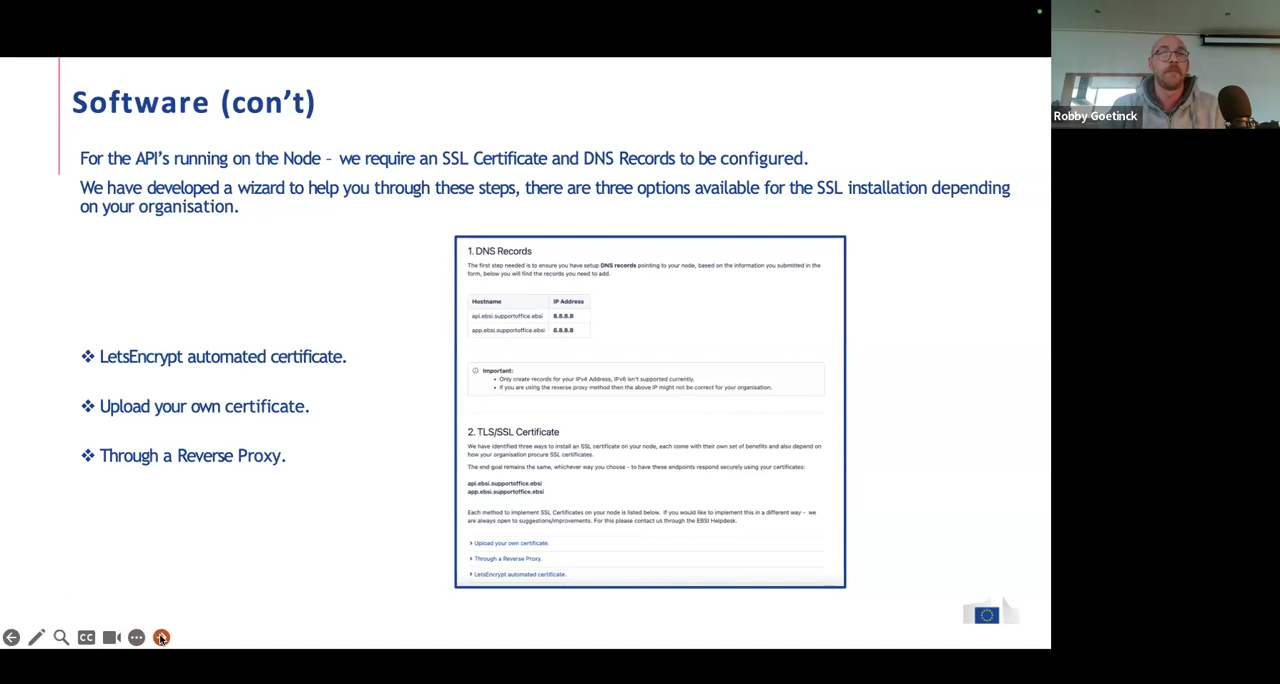 Software (con't)
For the API's running on the Node – we require an SSL Certificate and DNS Records to be configured.
We have developed a wizard to help you through these steps, there are three options available for the SSL installation depending
on your organisation.
❖ LetsEncrypt automated certificate.
❖ Upload your own certificate.
❖ Through a Reverse Proxy.
1. DNS Records
The first step needed is to ensure you have setup DNS records pointing to your node, based on the information you submitted in the
form, below you will find the records you need to add.
Hostname IP Address
api.ebsi.supportoffice.ebsi 8.8.8.8
app.ebsi.supportoffice.ebsi 8.8.8.8
Important:
• Only create records for your IPv4 Address, IPv6 isn't supported currently.
• If you are using the reverse proxy method then the above IP might not be correct for your organisation.
2. TLS/SSL Certificate
We have identified three ways to install an SSL certificate on your node, each come with their own set of benefits and also depend on
how your organisation procure SSL certificates.
The end goal remains the same, whichever way you choose - to have these endpoints respond securely using your certificates:
api.ebsi.supportoffice.ebsi
app.ebsi.supportoffice.ebsi
Each method to implement SSL Certificates on your node is listed below. If you would like to implement this in a different way - we
are always open to suggestions/improvements. For this please contact us through the EBSI Helpdesk.
Upload your own certificate.
Through a Reverse Proxy.
LetsEncrypt automated certificate.
CC
Robby Goetinck